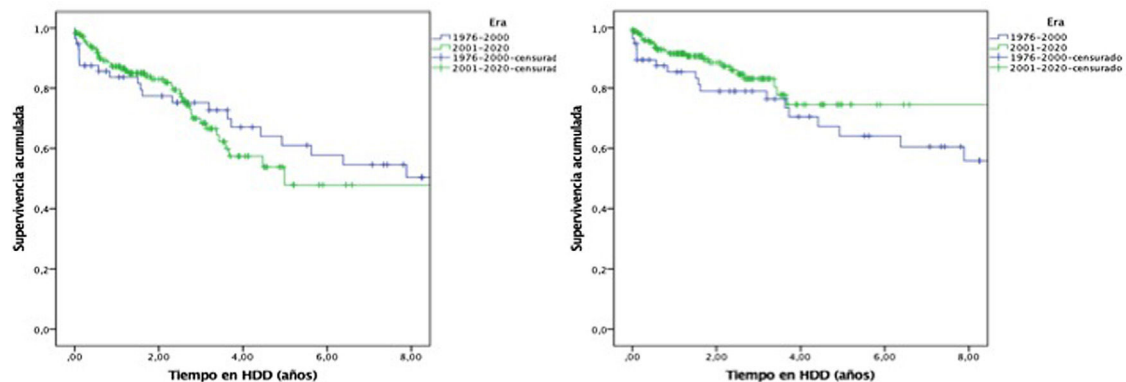 Era
1976-2000
2001-2020
1976-2000-censurad
2001-2020-censurad
Supervivencia acumulada
1,0
0,8
0,6
0,4
0,2
0,0
,00
2,00
4,00
6,00
8,00
Tiempo en HDD (años)
Era
1976-2000
2001-2020
1976-2000-censurado
2001-2020-censurado
Supervivencia acumulada
1,0
0,8
0,6
0,4
0,2
0,0
,00
2,00
4,00
6,00
8,00
Tiempo en HDD (años)